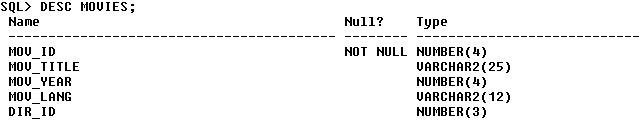 SQL> DESC MOVIES;
Name Null? Type
----------------------------------------- -------- ----------------------------
MOV_ID NOT NULL NUMBER(4)
MOV_TITLE VARCHAR2(25)
MOV_YEAR NUMBER(4)
MOV_LANG VARCHAR2(12)
DIR_ID NUMBER(3)